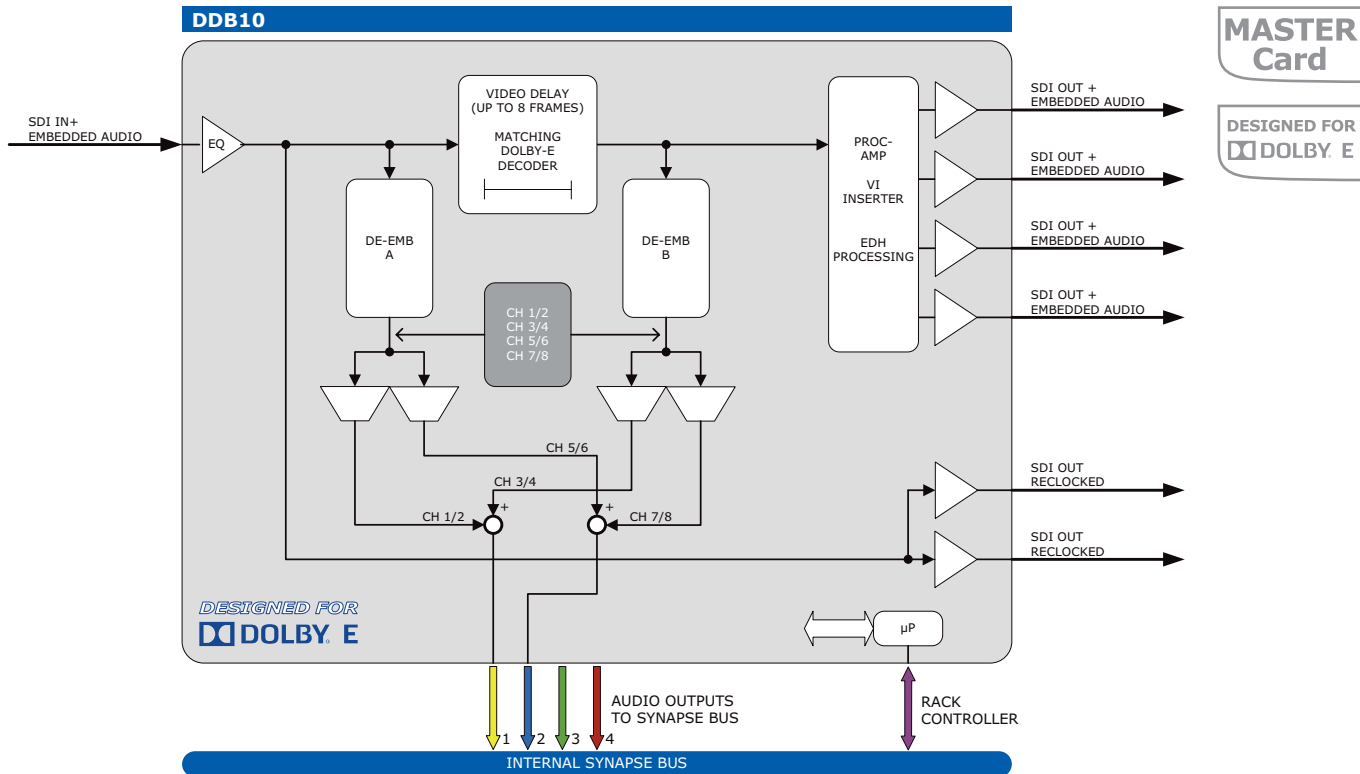 DDB10
MASTER
Card
DESIGNED FOR
DOLBY. E
SDI IN+
EMBEDDED AUDIO
EQ
VIDEO DELAY
(UP TO 8 FRAMES)
MATCHING
DOLBY-E
DECODER
DE-EMB
A
DE-EMB
B
PROC-
AMP
VI
INSERTER
EDH
PROCESSING
SDI OUT +
EMBEDDED AUDIO
SDI OUT +
EMBEDDED AUDIO
SDI OUT +
EMBEDDED AUDIO
SDI OUT +
EMBEDDED AUDIO
CH 1/2
CH 3/4
CH 5/6
CH 7/8
CH 5/6
CH 3/4
+
+
CH 1/2
CH 7/8
SDI OUT
RECLOCKED
SDI OUT
RECLOCKED
DESIGNED FOR
DOLBY. E
µP
AUDIO OUTPUTS
TO SYNAPSE BUS
RACK
CONTROLLER
1
2
3
4
INTERNAL SYNAPSE BUS